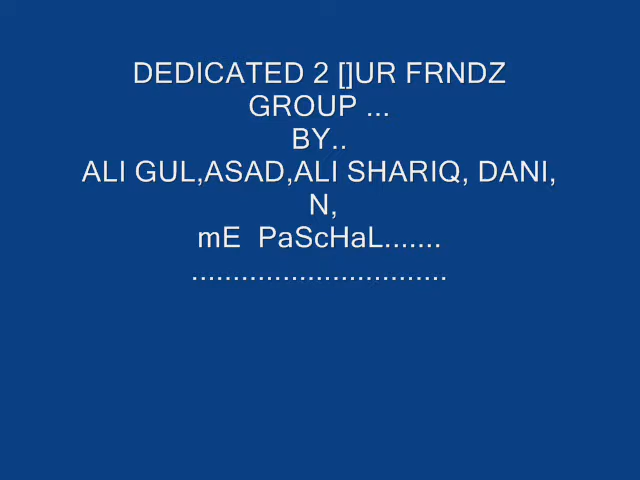 DEDICATED 2 []UR FRNDZ
GROUP ...
BY..
ALI GUL,ASAD,ALI SHARIQ, DANI,
N,
mE  PaScHaL.......
...............................